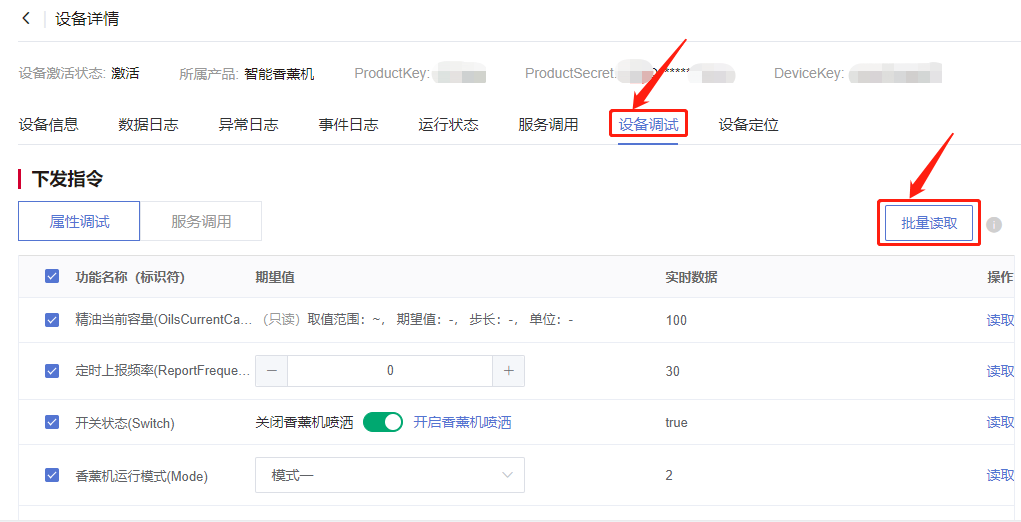 设备详情
设备激活状态: 激活 所属产品: 智能香薰机 ProductKey: ProductSecret: DeviceKey:
设备信息 数据日志 异常日志 事件日志 运行状态 服务调用 设备调试 设备定位
下发指令
属性调试 服务调用 批量读取
功能名称（标识符） 期望值 实时数据 操作
精油当前容量(OilsCurrentCa... （只读）取值范围：~， 期望值：-， 步长：-， 单位：- 100 读取
定时上报频率(ReportFreque... − 0 + 30 读取
开关状态(Switch) 关闭香薰机喷洒 开启香薰机喷洒 true 读取
香薰机运行模式(Mode) 模式一 2 读取